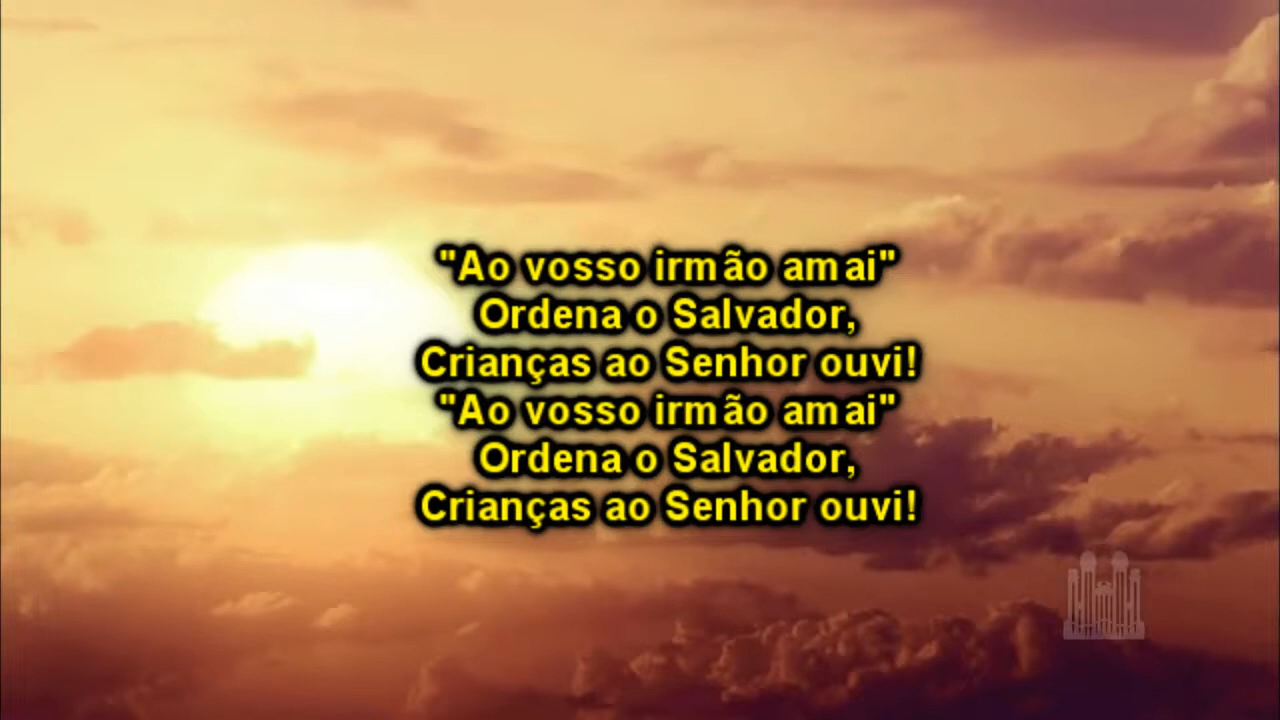 "Ao vosso irmão amai"
Ordena o Salvador,
Crianças ao Senhor ouvi!
"Ao vosso irmão amai"
Ordena o Salvador,
Crianças ao Senhor ouvi!